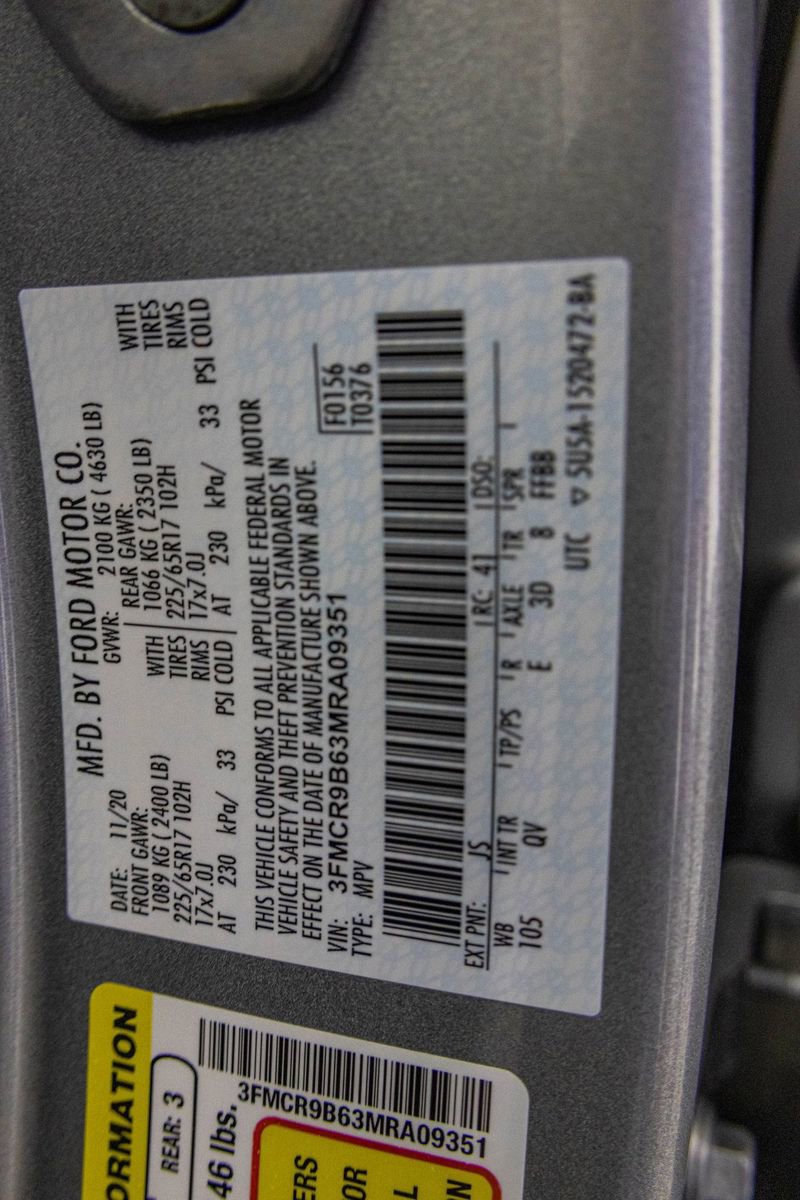 MFD. BY FORD MOTOR CO.
DATE: 11/20 GVWR: 2100 KG ( 4630 LB)
FRONT GAWR: REAR GAWR:
1089 KG ( 2400 LB) WITH 1066 KG ( 2350 LB) WITH
225/65R17 102H TIRES 225/65R17 102H TIRES
17x7.0J RIMS 17x7.0J RIMS
AT 230 kPa/ 33 PSI COLD AT 230 kPa/ 33 PSI COLD
THIS VEHICLE CONFORMS TO ALL APPLICABLE FEDERAL MOTOR
VEHICLE SAFETY AND THEFT PREVENTION STANDARDS IN
EFFECT ON THE DATE OF MANUFACTURE SHOWN ABOVE.
VIN: 3FMCR9B63MRA09351 F0156
TYPE: MPV T0376
EXT PNT: JS RC: 41 DSO:
WB INT TR TP/PS R AXLE TR SPR
105 QV E 3D 8 FFBB
UTC ▽ 5U5A-1520472-BA
ORMATION
REAR: 3
46 lbs.
3FMCR9B63MRA09351
ERS
OR
L
N